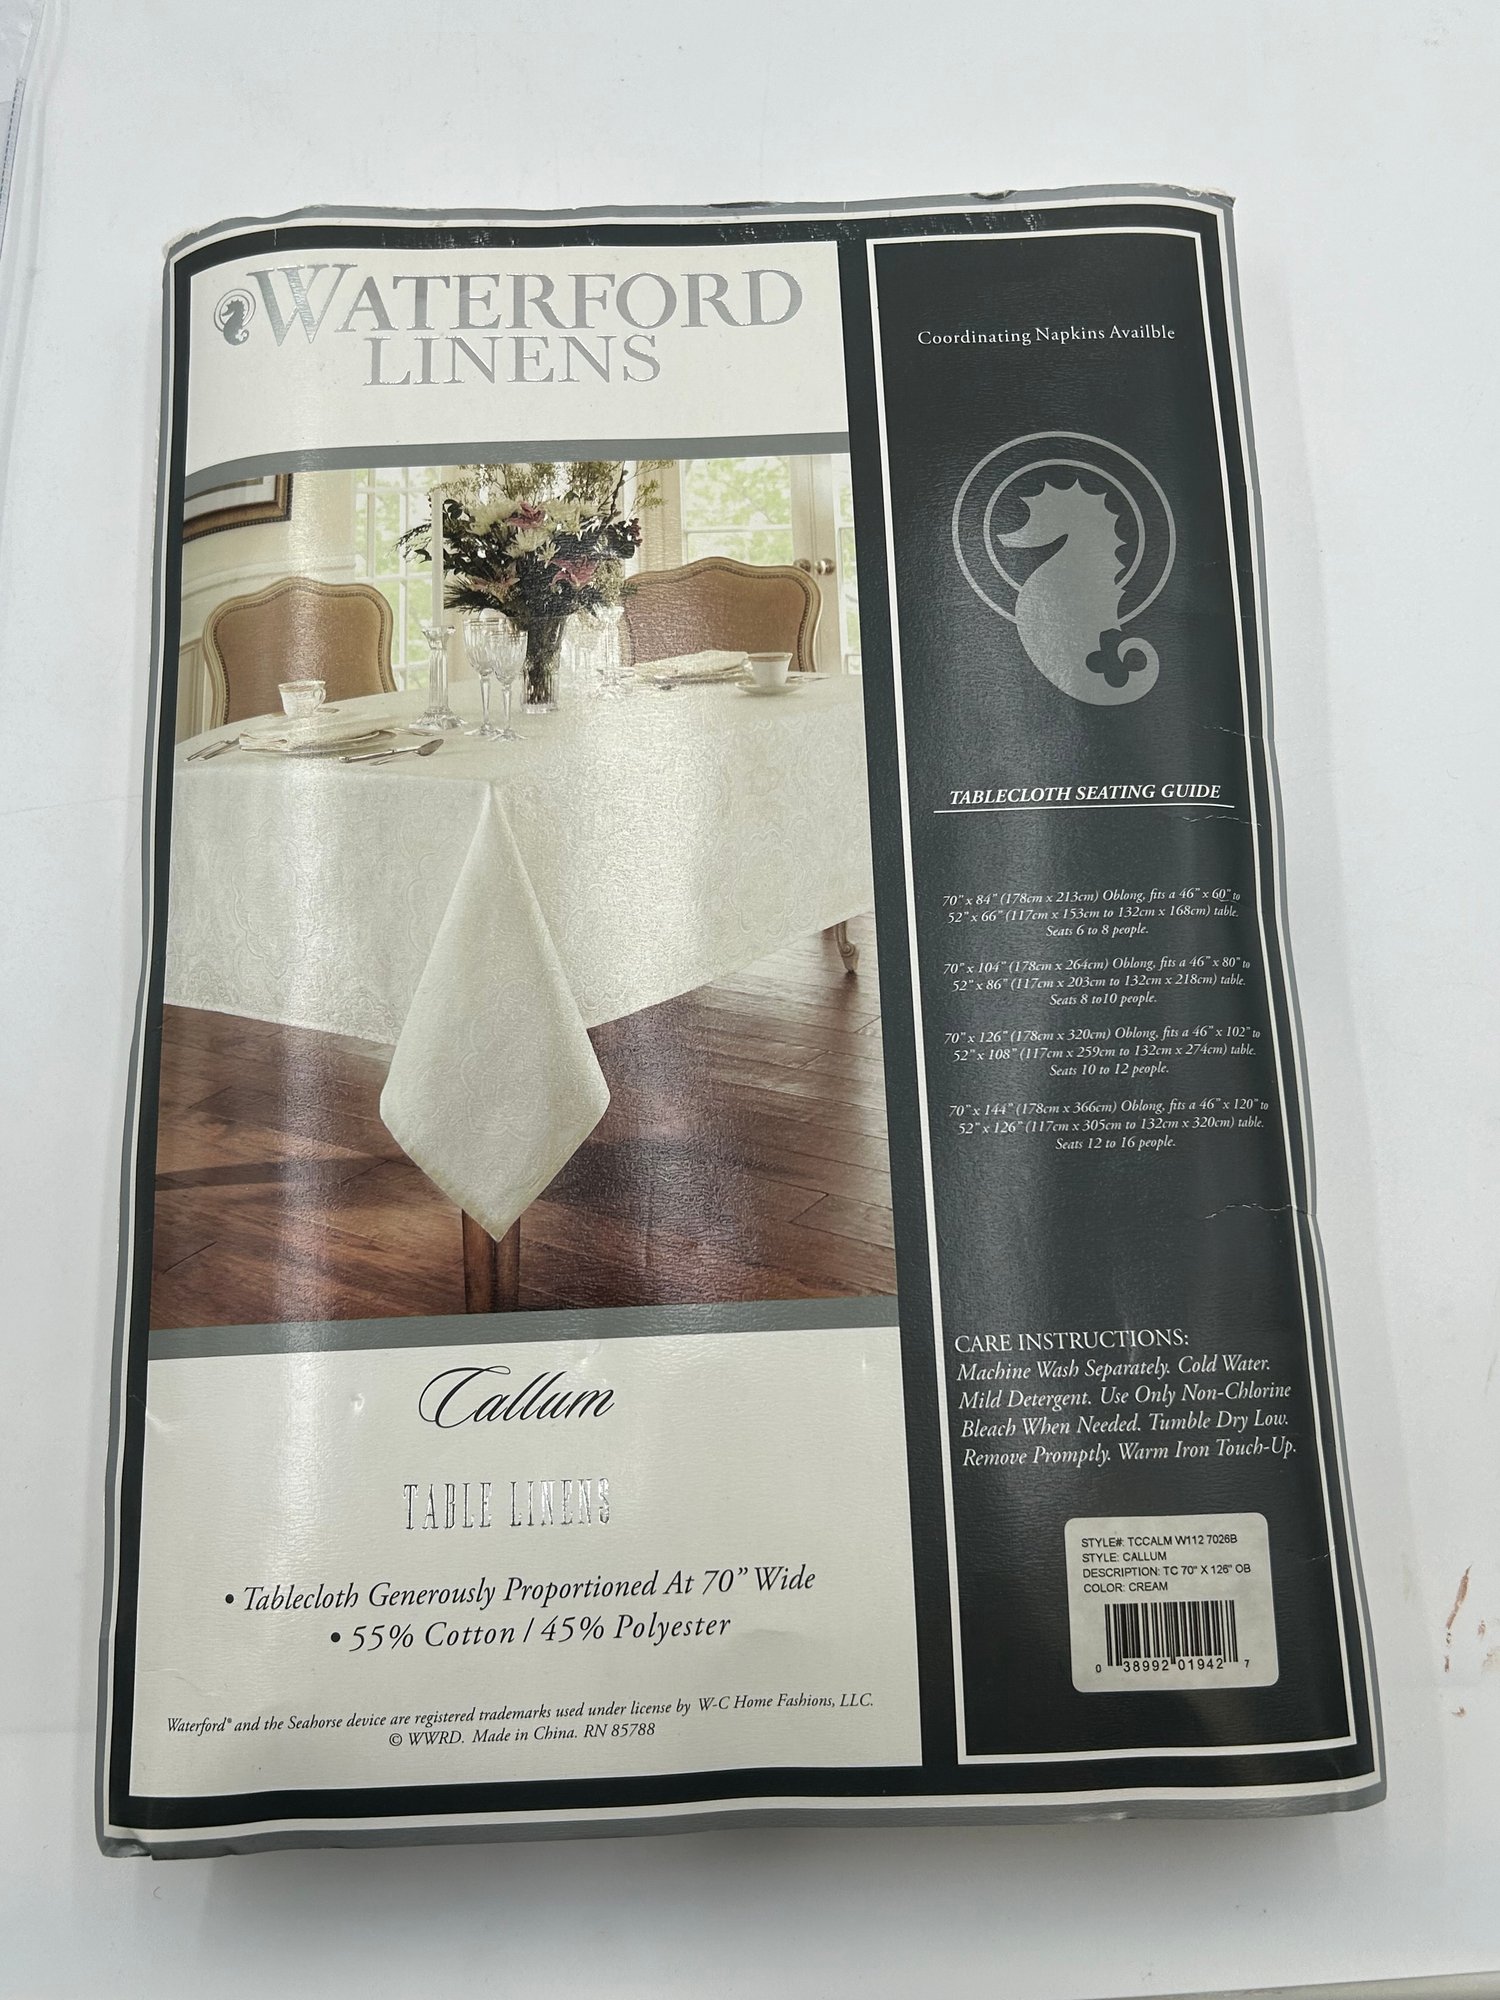 WATERFORD
LINENS
Callum
TABLE LINENS
• Tablecloth Generously Proportioned At 70" Wide
• 55% Cotton / 45% Polyester
Waterford® and the Seahorse device are registered trademarks used under license by W-C Home Fashions, LLC.
© WWRD. Made in China. RN 85788
Coordinating Napkins Availble
TABLECLOTH SEATING GUIDE
70" x 84" (178cm x 213cm) Oblong, fits a 46" x 60" to
52" x 66" (117cm x 153cm to 132cm x 168cm) table.
Seats 6 to 8 people.
70" x 104" (178cm x 264cm) Oblong, fits a 46" x 80" to
52" x 86" (117cm x 203cm to 132cm x 218cm) table.
Seats 8 to10 people.
70" x 126" (178cm x 320cm) Oblong, fits a 46" x 102" to
52" x 108" (117cm x 259cm to 132cm x 274cm) table.
Seats 10 to 12 people.
70" x 144" (178cm x 366cm) Oblong, fits a 46" x 120" to
52" x 126" (117cm x 305cm to 132cm x 320cm) table.
Seats 12 to 16 people.
CARE INSTRUCTIONS:
Machine Wash Separately. Cold Water.
Mild Detergent. Use Only Non-Chlorine
Bleach When Needed. Tumble Dry Low.
Remove Promptly. Warm Iron Touch-Up.
STYLE#: TCCALM W112 7026B
STYLE: CALLUM
DESCRIPTION: TC 70" X 126" OB
COLOR: CREAM
0 38992 01942 7